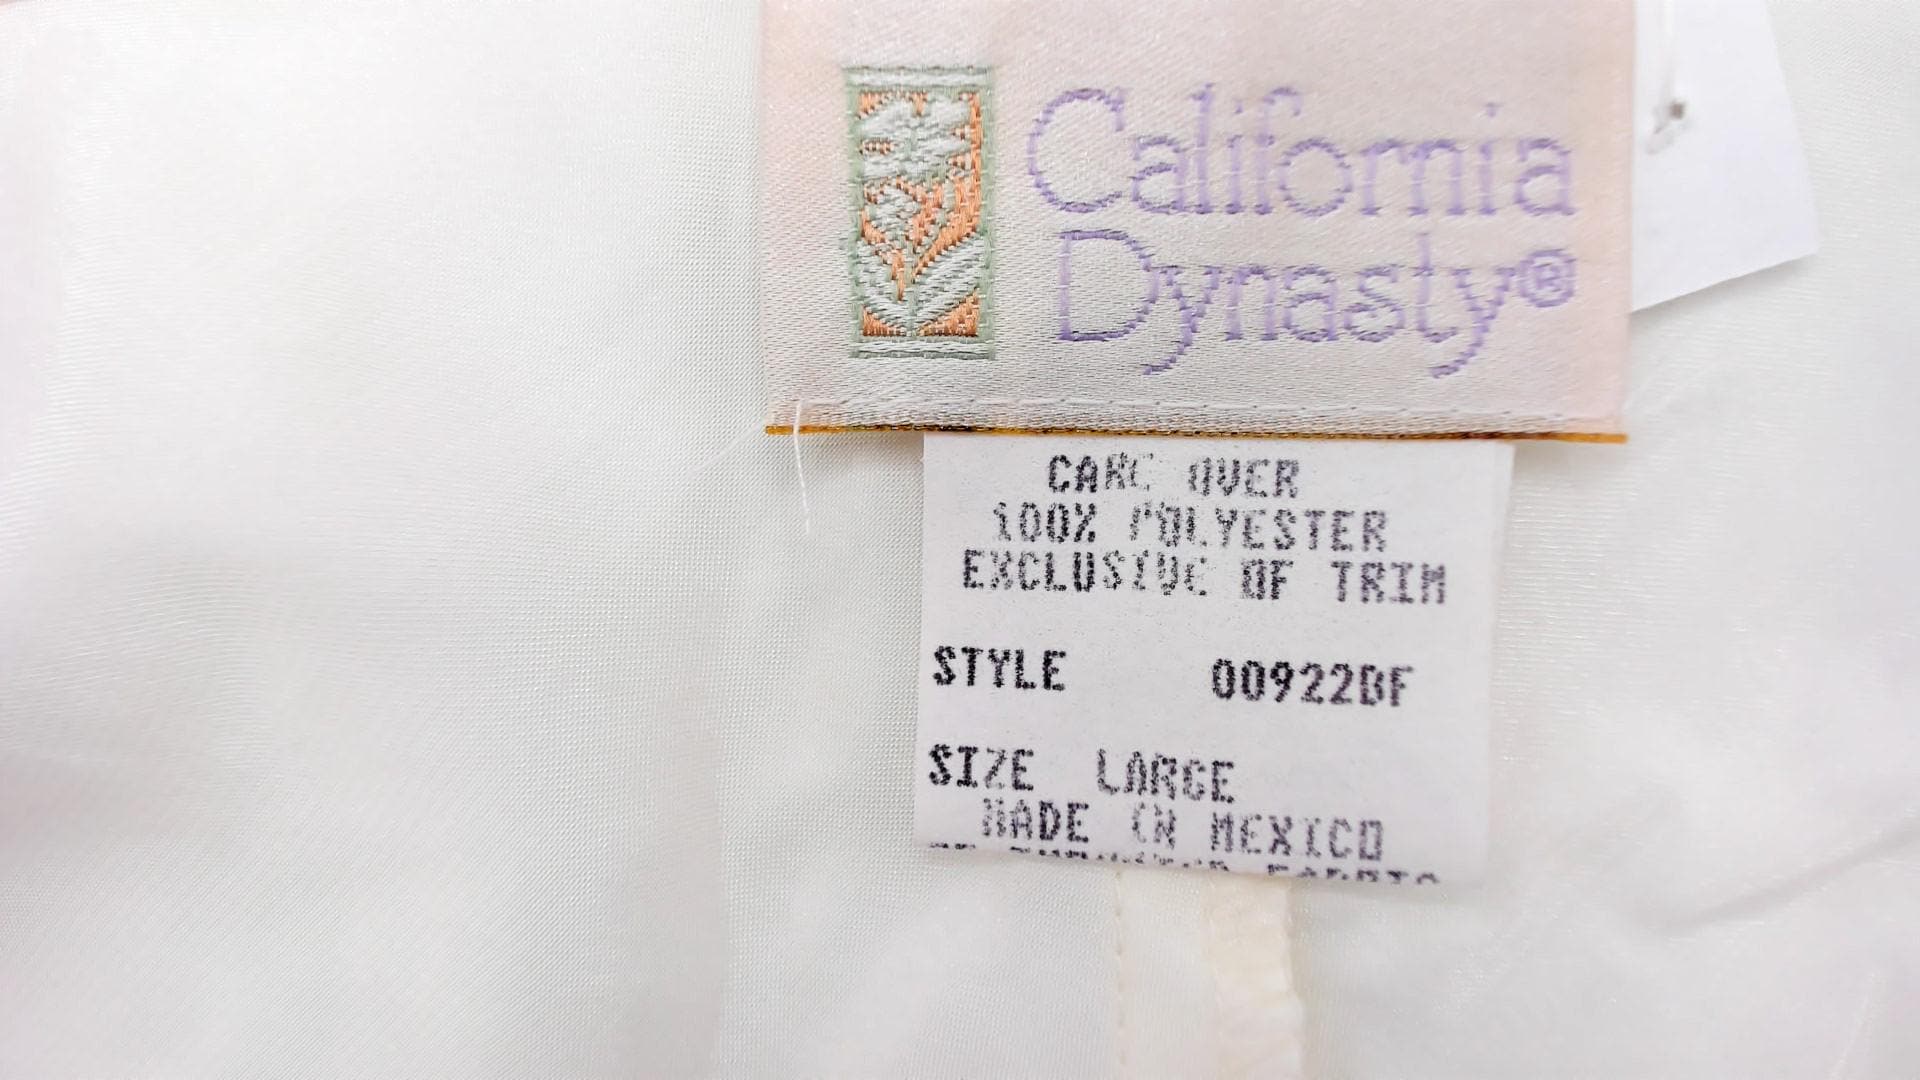 California
Dynasty®
CARE OVER
100% POLYESTER
EXCLUSIVE OF TRIM
STYLE 00922BF
SIZE LARGE
MADE IN MEXICO